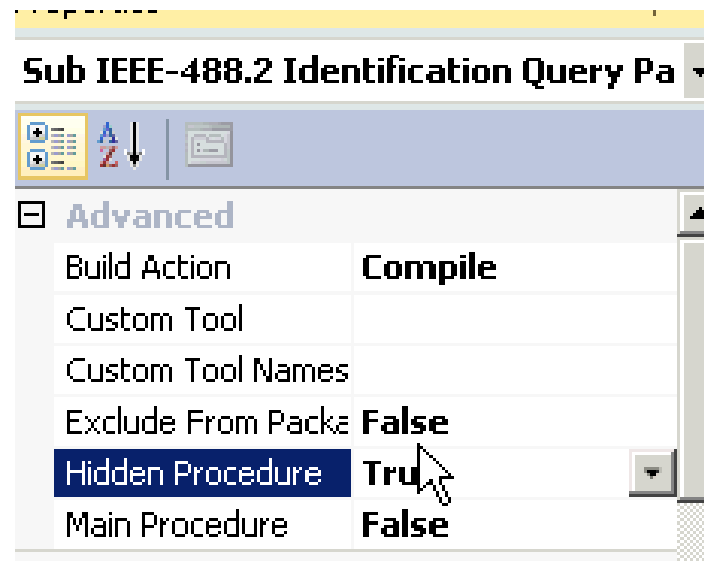 Sub IEEE-488.2 Identification Query Pa
Advanced
Build Action Compile
Custom Tool
Custom Tool Names
Exclude From Packa False
Hidden Procedure Tru
Main Procedure False